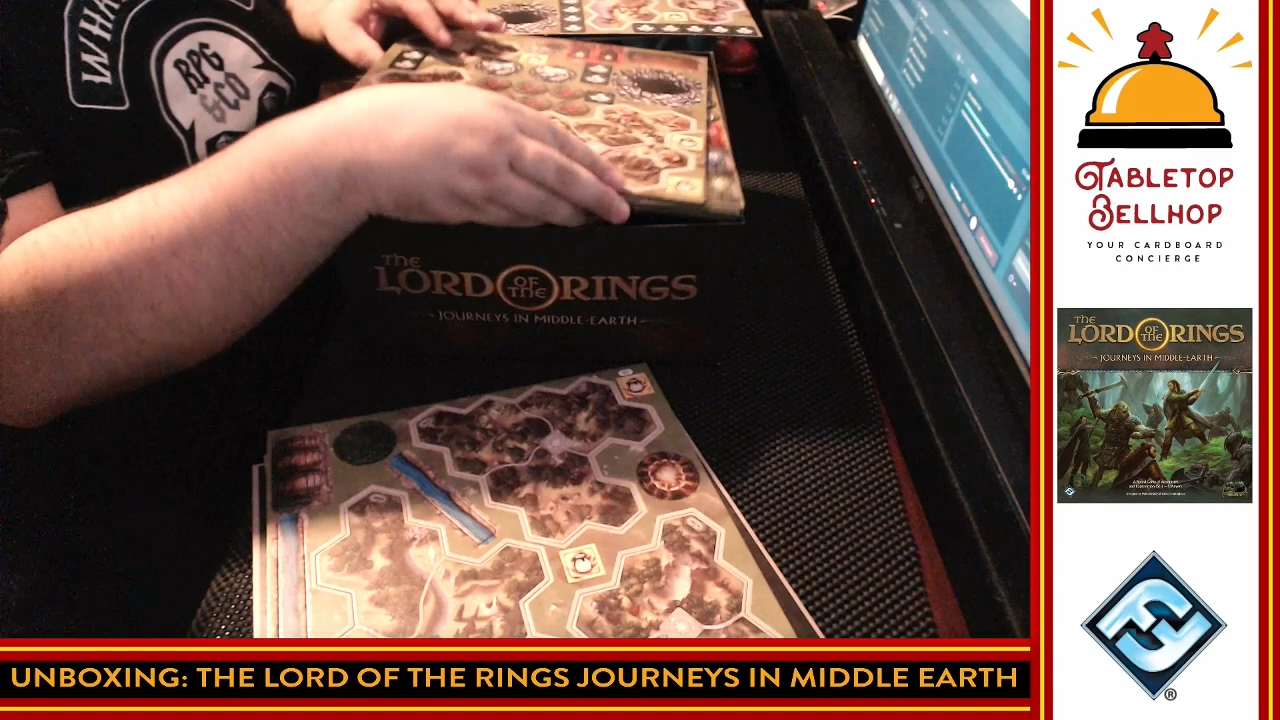 WHA
RPG
&CO
THE
LORD OF THE RINGS
JOURNEYS IN MIDDLE-EARTH
UNBOXING: THE LORD OF THE RINGS JOURNEYS IN MIDDLE EARTH
TABLETOP
BELLHOP
YOUR CARDBOARD
CONCIERGE
THE
LORD OF THE RINGS
JOURNEYS IN MIDDLE-EARTH
®